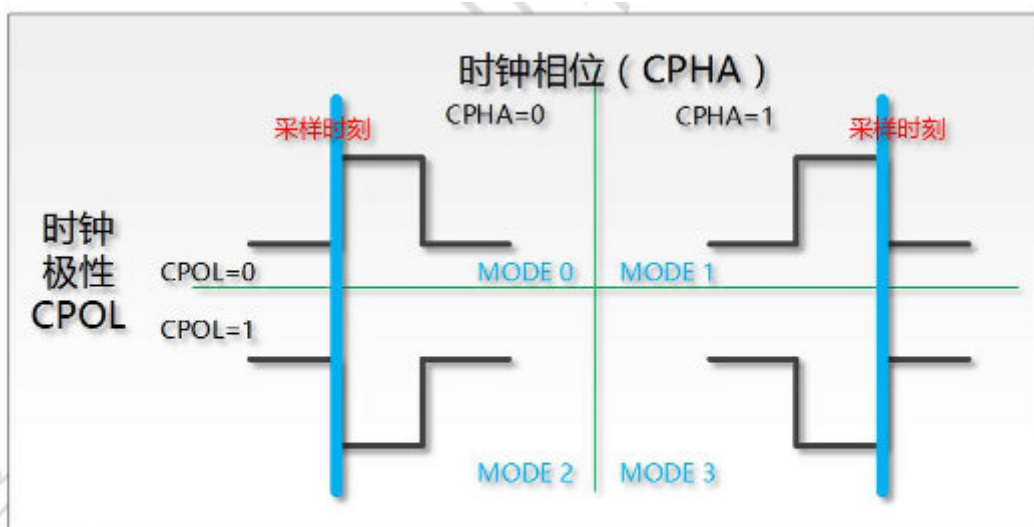 时钟相位（CPHA）
CPHA=0
CPHA=1
采样时刻
采样时刻
时钟
极性
CPOL
CPOL=0
CPOL=1
MODE 0
MODE 1
MODE 2
MODE 3